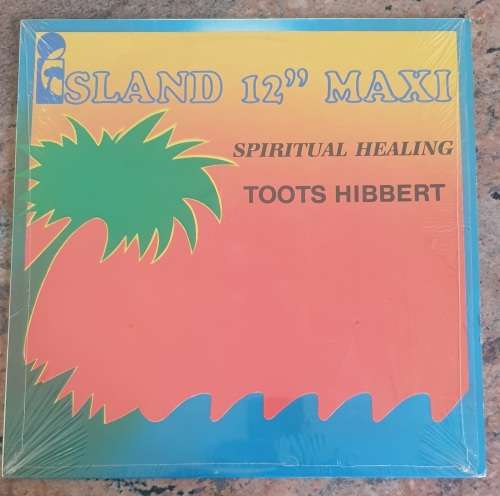 iSLAND 12" MAXI
SPIRITUAL HEALING
TOOTS HIBBERT